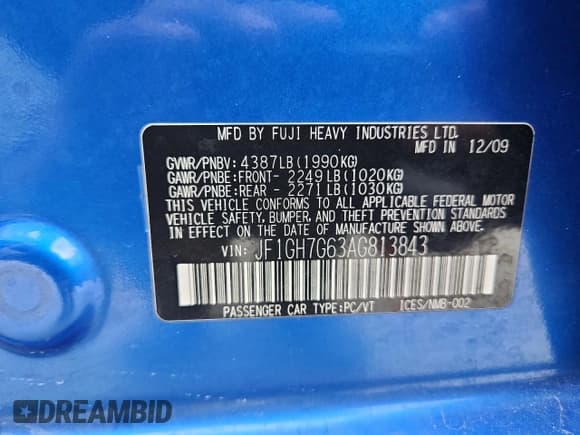 MFD BY FUJI HEAVY INDUSTRIES LTD.
MFD IN 12/09
GVWR/PNBV: 4387LB(1990KG)
GAWR/PNBE:FRONT- 2249LB(1020KG)
GAWR/PNBE:REAR - 2271LB(1030KG)
THIS VEHICLE CONFORMS TO ALL APPLICABLE FEDERAL MOTOR
VEHICLE SAFETY, BUMPER, AND THEFT PREVENTION STANDARDS
IN EFFECT ON THE DATE OF MANUFACTURE SHOWN ABOVE.
VIN: JF1GH7G63AG813843
PASSENGER CAR TYPE:PC/VT ICES/NMB-002
DREAMBID